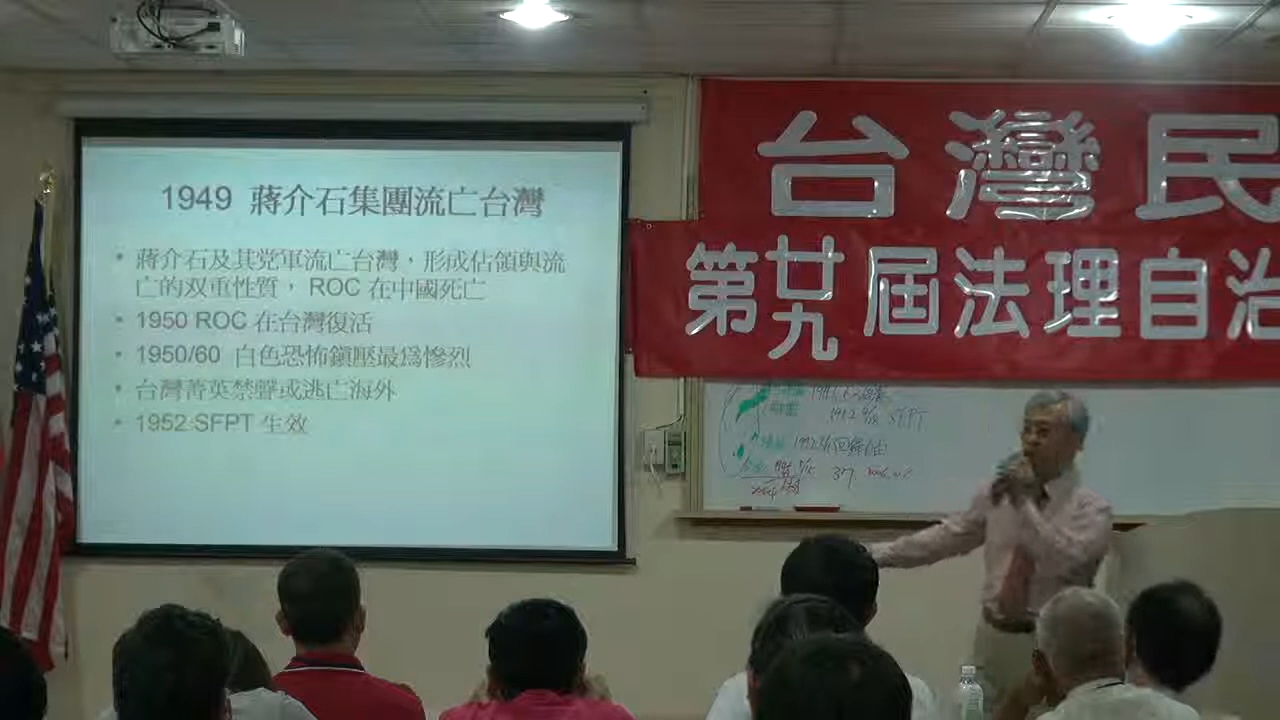 1949 蔣介石集團流亡台灣
• 蔣介石及其党軍流亡台灣，形成佔領與流
亡的双重性質， ROC 在中國死亡
• 1950 ROC 在台灣復活
• 1950/60 白色恐怖鎮壓最爲慘烈
• 台灣菁英禁聲或逃亡海外
• 1952 SFPT 生效
台灣民
第廿九屆法理自治
SFPT